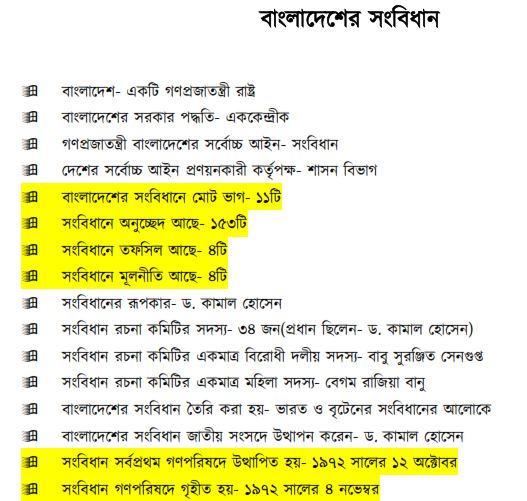 বাংলাদেশের সংবিধান
বাংলাদেশ- একটি গণপ্রজাতন্ত্রী রাষ্ট্র
বাংলাদেশের সরকার পদ্ধতি- এককেন্দ্রীক
গণপ্রজাতন্ত্রী বাংলাদেশের সর্বোচ্চ আইন- সংবিধান
দেশের সর্বোচ্চ আইন প্রণয়নকারী কর্তৃপক্ষ- শাসন বিভাগ
বাংলাদেশের সংবিধানে মোট ভাগ- ১১টি
সংবিধানে অনুচ্ছেদ আছে- ১৫৩টি
সংবিধানে তফসিল আছে- ৪টি
সংবিধানে মূলনীতি আছে- ৪টি
সংবিধানের রূপকার- ড. কামাল হোসেন
সংবিধান রচনা কমিটির সদস্য- ৩৪ জন(প্রধান ছিলেন- ড. কামাল হোসেন)
সংবিধান রচনা কমিটির একমাত্র বিরোধী দলীয় সদস্য- বাবু সুরঞ্জিত সেনগুপ্ত
সংবিধান রচনা কমিটির একমাত্র মহিলা সদস্য- বেগম রাজিয়া বানু
বাংলাদেশের সংবিধান তৈরি করা হয়- ভারত ও বৃটেনের সংবিধানের আলোকে
বাংলাদেশের সংবিধান জাতীয় সংসদে উত্থাপন করেন- ড. কামাল হোসেন
সংবিধান সর্বপ্রথম গণপরিষদে উত্থাপিত হয়- ১৯৭২ সালের ১২ অক্টোবর
সংবিধান গণপরিষদে গৃহীত হয়- ১৯৭২ সালের ৪ নভেম্বর